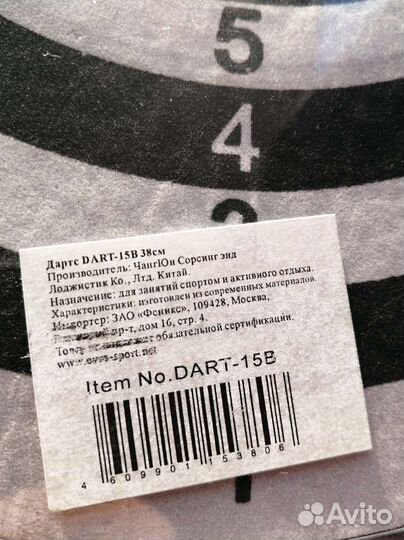 5
4
3
Дартс DART-15B 38см
Производитель: ЧангЮн Сорсинг энд
Лоджистик Ко., Лтд. Китай.
Назначение: для занятий спортом и активного отдыха.
Характеристики: изготовлен из современных материалов.
Импортер: ЗАО «Феникс», 109428, Москва,
пр-т, дом 16, стр. 4.
обязательной сертификации.
Item No.DART-15B
4 609901 153806
1
Avito